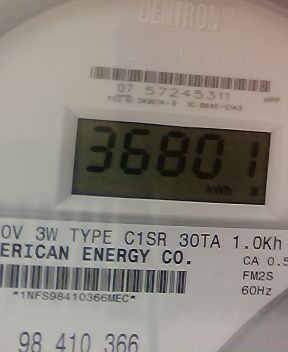 CENTRON
07 57245311
36801
kWh
0V 3W TYPE C1SR 30TA 1.0Kh
ERICAN ENERGY CO.
CA 0.5
FM2S
60Hz
*1NFS98410366MEC*
98 410 366